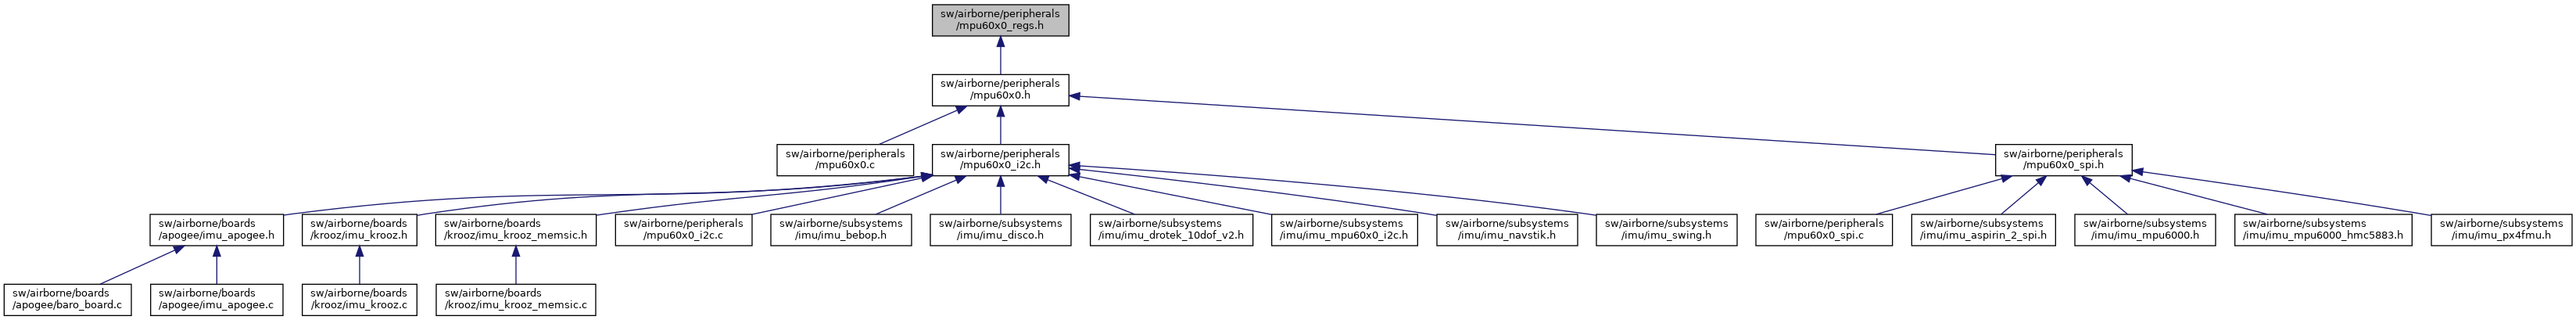 sw/airborne/peripherals
/mpu60x0_regs.h
sw/airborne/peripherals
/mpu60x0.h
sw/airborne/peripherals
/mpu60x0.c
sw/airborne/peripherals
/mpu60x0_i2c.h
sw/airborne/peripherals
/mpu60x0_spi.h
sw/airborne/boards
/apogee/imu_apogee.h
sw/airborne/boards
/krooz/imu_krooz.h
sw/airborne/boards
/krooz/imu_krooz_memsic.h
sw/airborne/peripherals
/mpu60x0_i2c.c
sw/airborne/subsystems
/imu/imu_bebop.h
sw/airborne/subsystems
/imu/imu_disco.h
sw/airborne/subsystems
/imu/imu_drotek_10dof_v2.h
sw/airborne/subsystems
/imu/imu_mpu60x0_i2c.h
sw/airborne/subsystems
/imu/imu_navstik.h
sw/airborne/subsystems
/imu/imu_swing.h
sw/airborne/peripherals
/mpu60x0_spi.c
sw/airborne/subsystems
/imu/imu_aspirin_2_spi.h
sw/airborne/subsystems
/imu/imu_mpu6000.h
sw/airborne/subsystems
/imu/imu_mpu6000_hmc5883.h
sw/airborne/subsystems
/imu/imu_px4fmu.h
sw/airborne/boards
/apogee/baro_board.c
sw/airborne/boards
/apogee/imu_apogee.c
sw/airborne/boards
/krooz/imu_krooz.c
sw/airborne/boards
/krooz/imu_krooz_memsic.c